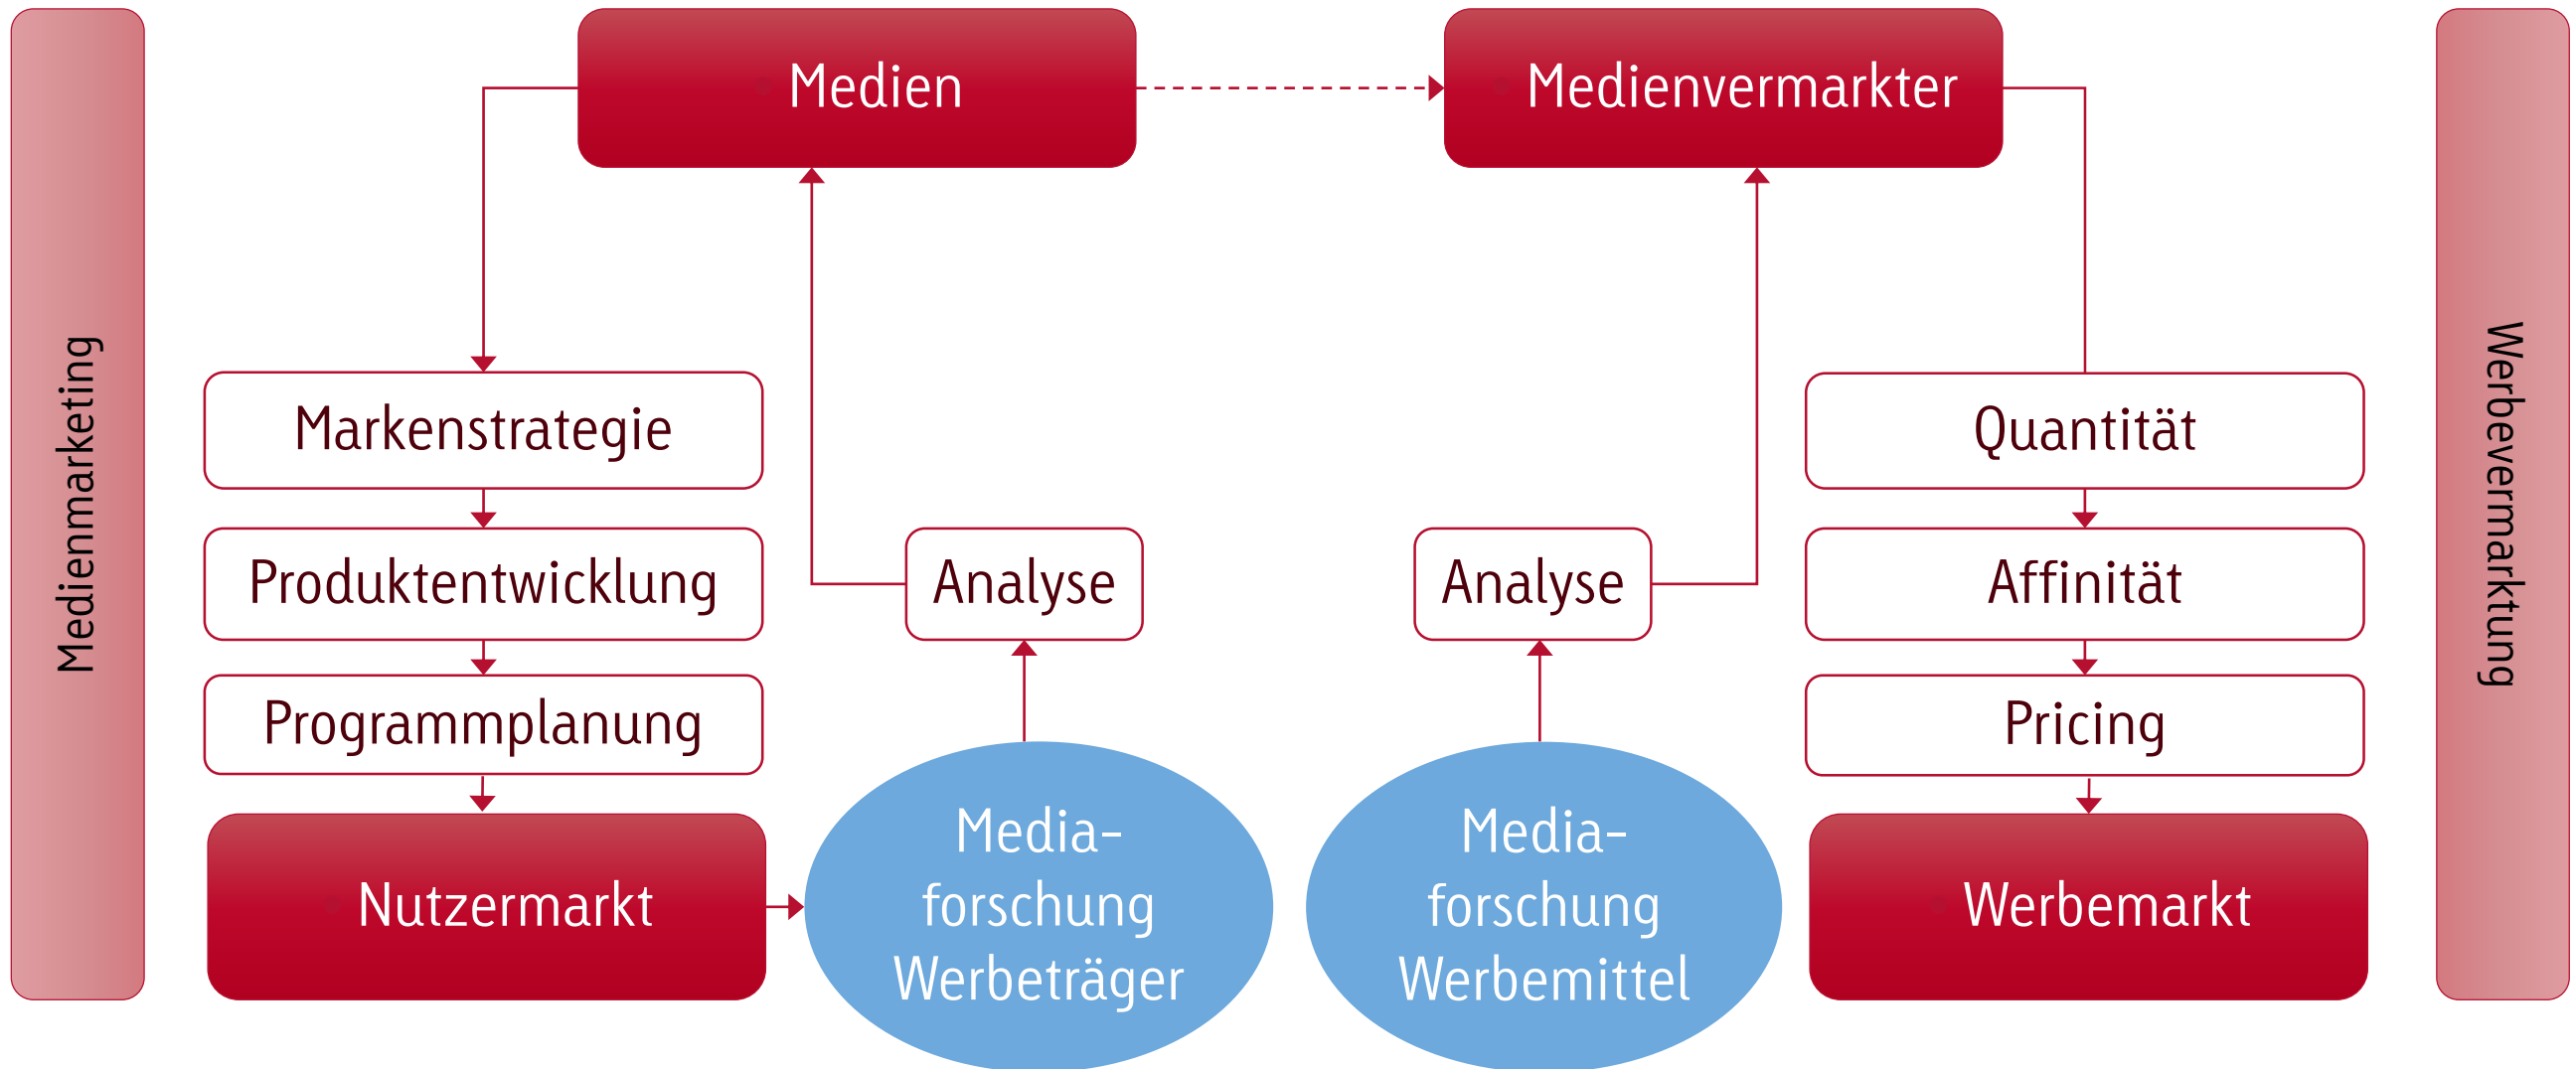 Medienmarketing
Medien
Medienvermarkter
Werbevermarktung
Markenstrategie
Quantität
Produktentwicklung
Analyse
Analyse
Affinität
Programmplanung
Pricing
Nutzermarkt
Media-
forschung
Werbeträger
Media-
forschung
Werbemittel
Werbemarkt